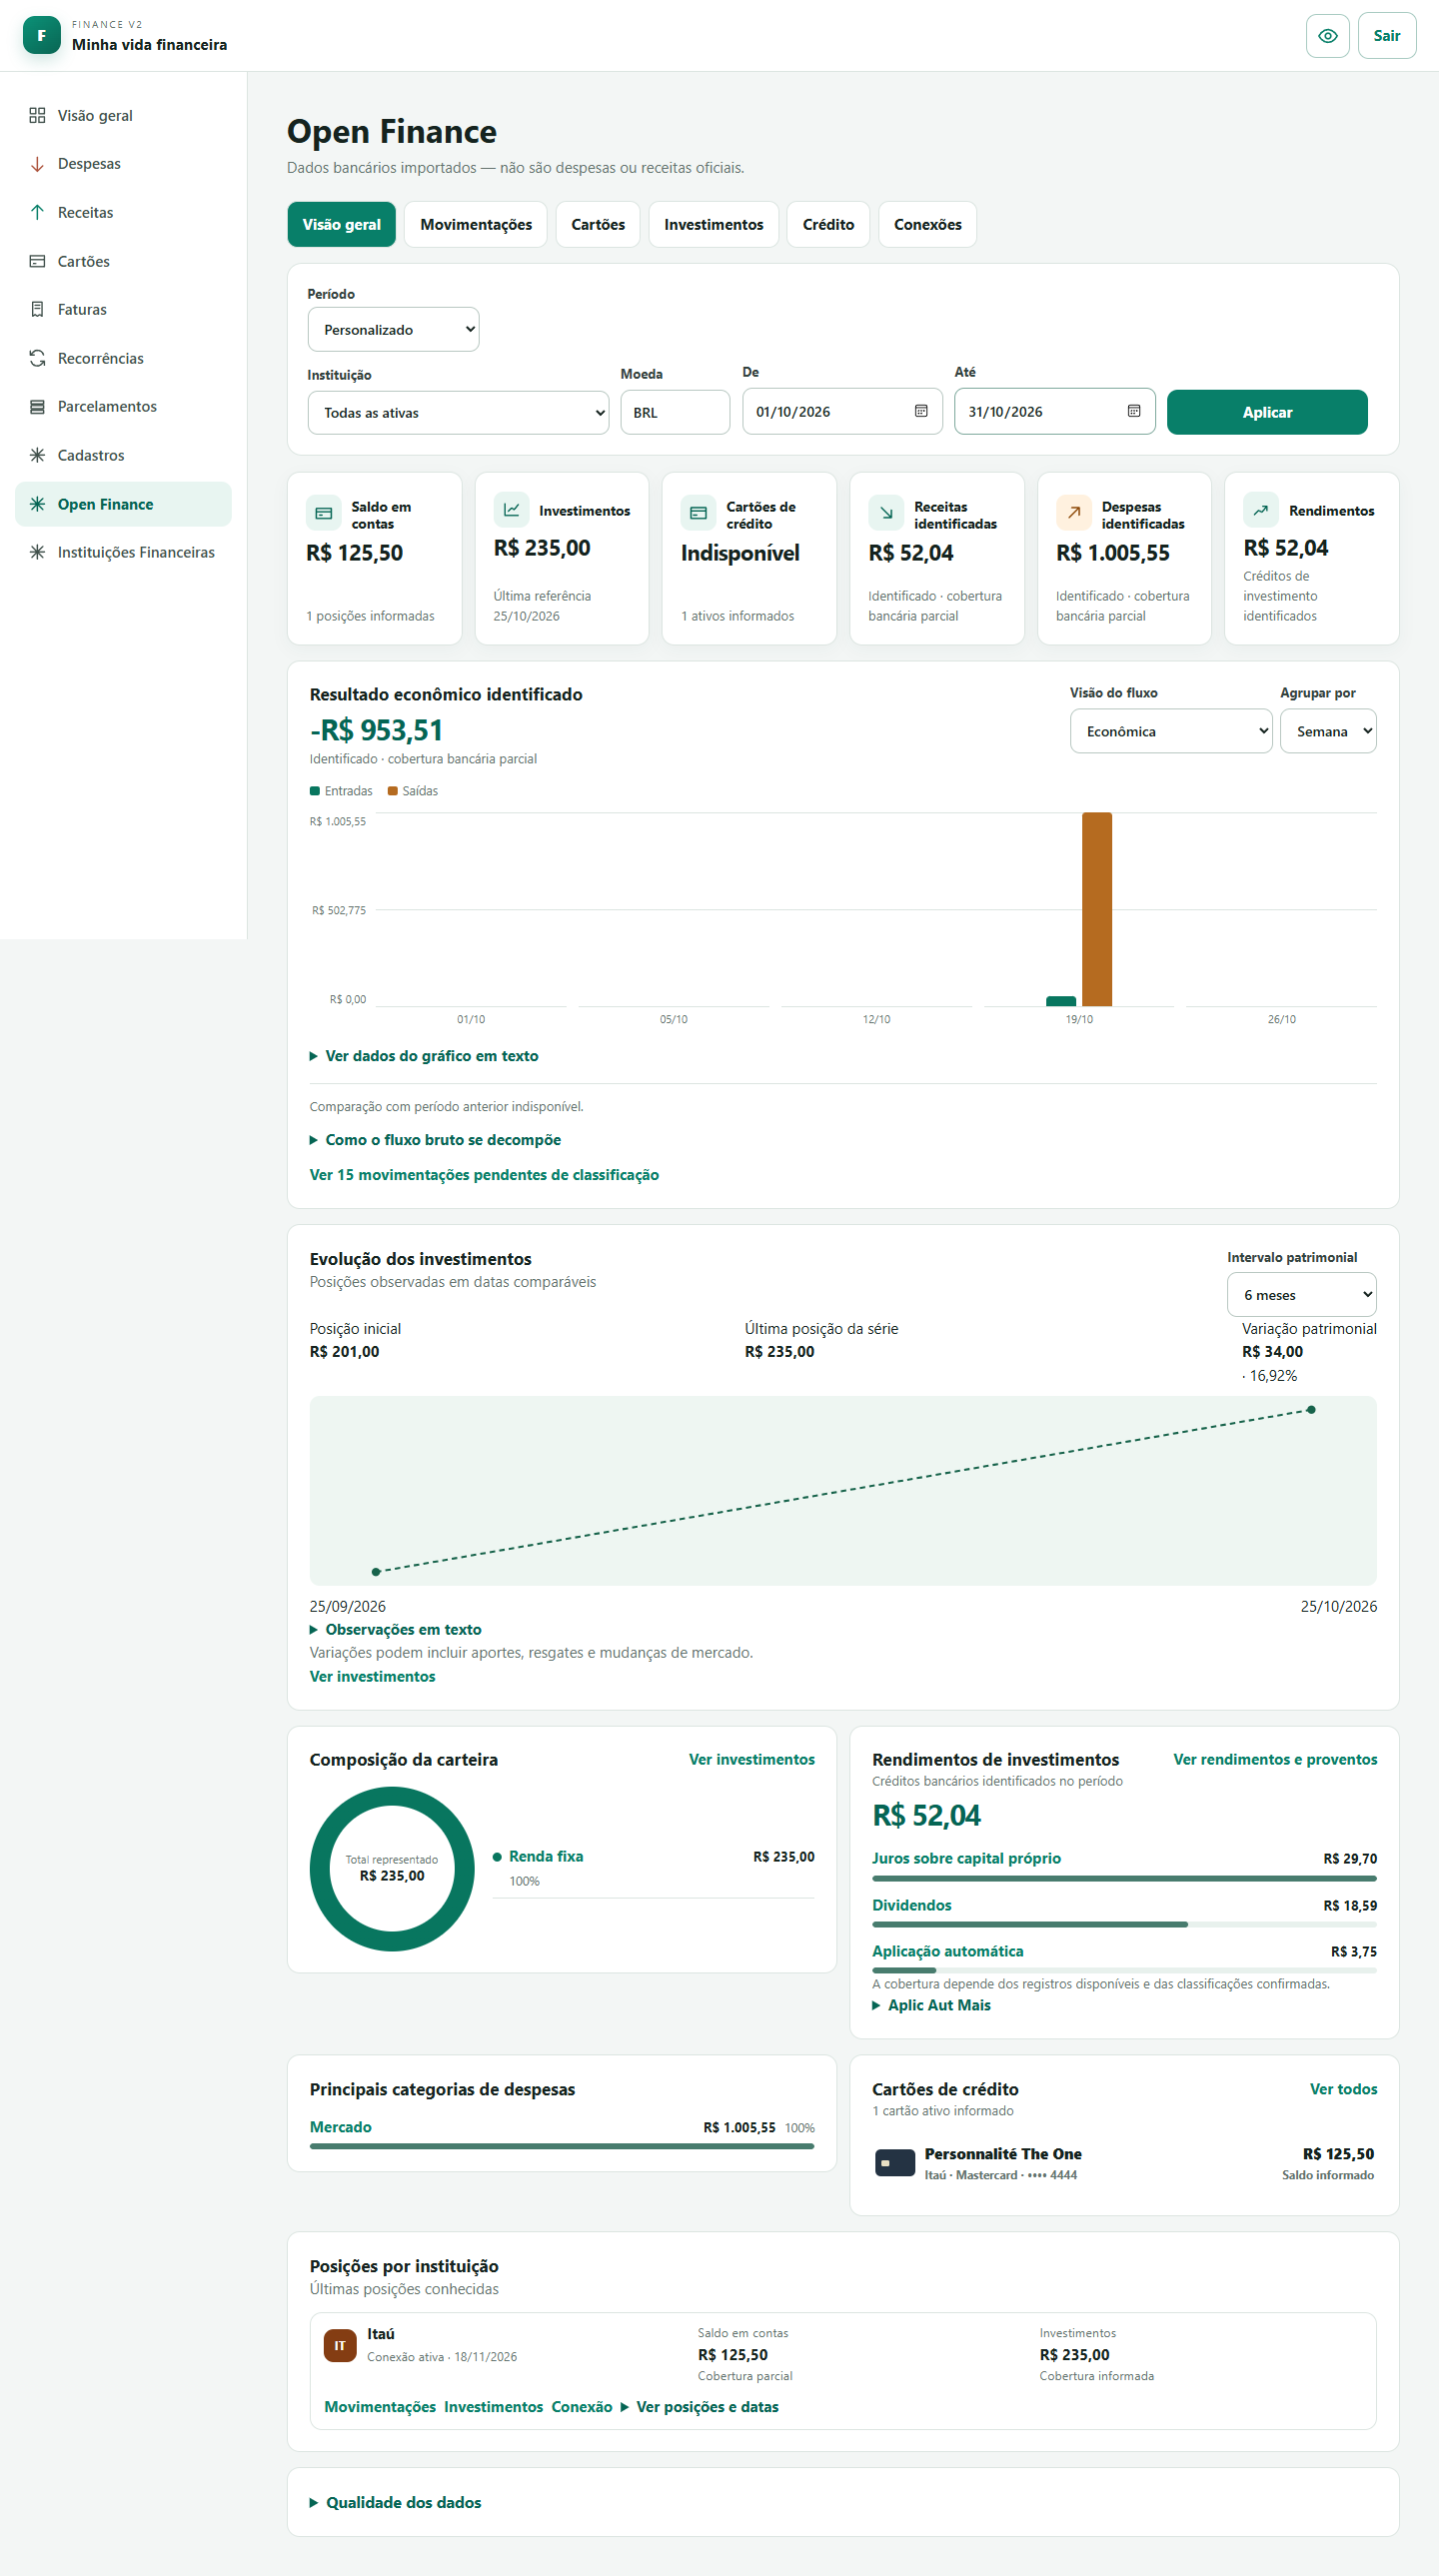 F
FINANCE V2
Minha vida financeira
Sair
Visão geral
Despesas
Receitas
Cartões
Faturas
Recorrências
Parcelamentos
Cadastros
Open Finance
Instituições Financeiras
Open Finance
Dados bancários importados — não são despesas ou receitas oficiais.
Visão geral
Movimentações
Cartões
Investimentos
Crédito
Conexões
Período
Personalizado
Instituição
Moeda
De
Até
Todas as ativas
BRL
01/10/2026
31/10/2026
Aplicar
Saldo em
contas
R$ 125,50
1 posições informadas
Investimentos
R$ 235,00
Última referência
25/10/2026
Cartões de
crédito
Indisponível
1 ativos informados
Receitas
identificadas
R$ 52,04
Identificado · cobertura
bancária parcial
Despesas
identificadas
R$ 1.005,55
Identificado · cobertura
bancária parcial
Rendimentos
R$ 52,04
Créditos de
investimento
identificados
Resultado econômico identificado
-R$ 953,51
Identificado · cobertura bancária parcial
Visão do fluxo
Econômica
Agrupar por
Semana
Entradas
Saídas
R$ 1.005,55
R$ 502,775
R$ 0,00
01/10
05/10
12/10
19/10
26/10
Ver dados do gráfico em texto
Comparação com período anterior indisponível.
Como o fluxo bruto se decompõe
Ver 15 movimentações pendentes de classificação
Evolução dos investimentos
Posições observadas em datas comparáveis
Intervalo patrimonial
6 meses
Posição inicial
R$ 201,00
Última posição da série
R$ 235,00
Variação patrimonial
R$ 34,00
· 16,92%
25/09/2026
25/10/2026
Observações em texto
Variações podem incluir aportes, resgates e mudanças de mercado.
Ver investimentos
Composição da carteira
Ver investimentos
Total representado
R$ 235,00
Renda fixa
R$ 235,00
100%
Rendimentos de investimentos
Ver rendimentos e proventos
Créditos bancários identificados no período
R$ 52,04
Juros sobre capital próprio
R$ 29,70
Dividendos
R$ 18,59
Aplicação automática
R$ 3,75
A cobertura depende dos registros disponíveis e das classificações confirmadas.
Aplic Aut Mais
Principais categorias de despesas
Mercado
R$ 1.005,55 100%
Cartões de crédito
Ver todos
1 cartão ativo informado
Personnalité The One
Itaú · Mastercard · •••• 4444
R$ 125,50
Saldo informado
Posições por instituição
Últimas posições conhecidas
IT
Itaú
Conexão ativa · 18/11/2026
Saldo em contas
R$ 125,50
Cobertura parcial
Investimentos
R$ 235,00
Cobertura informada
Movimentações Investimentos Conexão Ver posições e datas
Qualidade dos dados